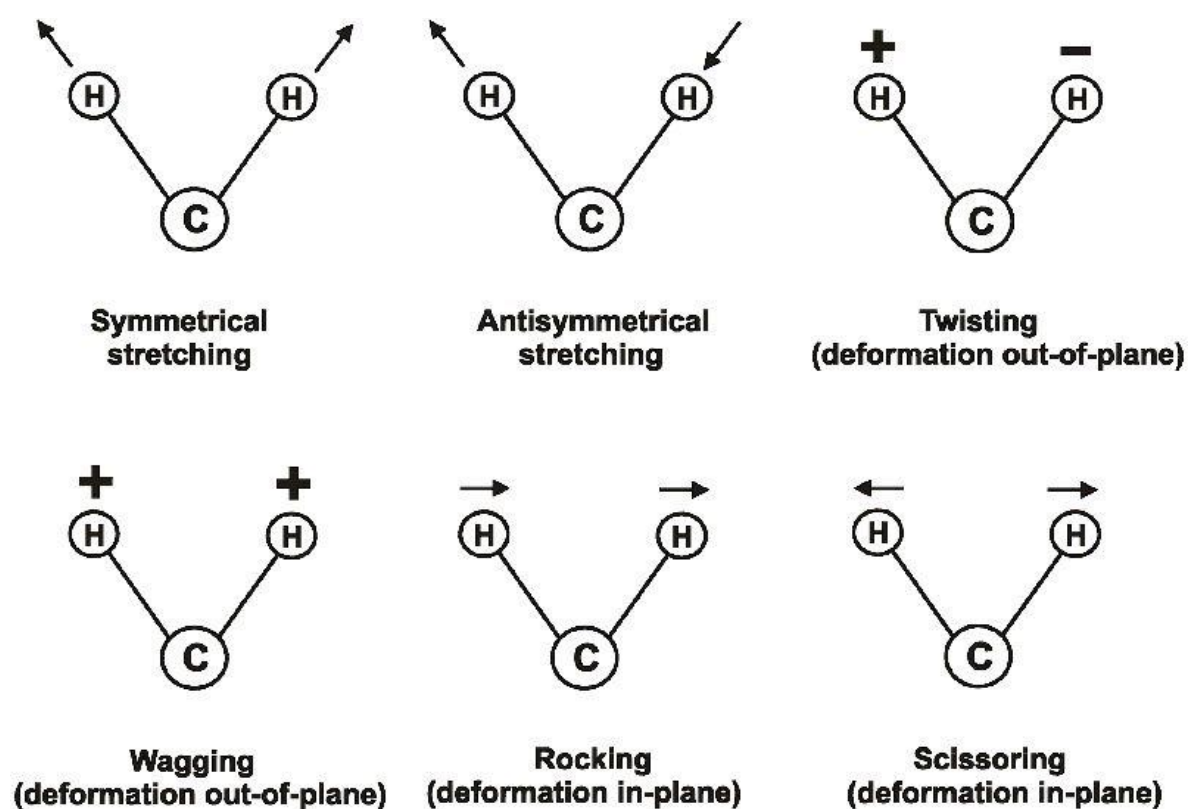 + −
H H H H H H
C C C
Symmetrical
stretching
Antisymmetrical
stretching
Twisting
(deformation out-of-plane)
+ +
H H H H H H
C C C
Wagging
(deformation out-of-plane)
Rocking
(deformation in-plane)
Scissoring
(deformation in-plane)